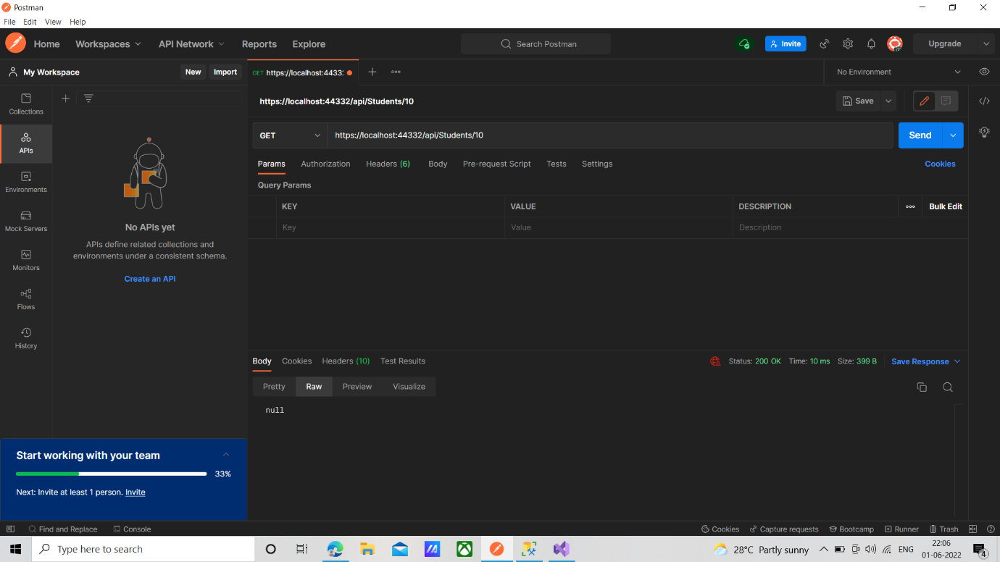 Postman
File Edit View Help
Home Workspaces API Network Reports Explore Search Postman Invite Upgrade
My Workspace New Import GET https://localhost:4433: No Environment
https://localhost:44332/api/Students/10 Save
Collections
APIs
Environments
Mock Servers
Monitors
Flows
History
No APIs yet
APIs define related collections and
environments under a consistent schema.
Create an API
GET https://localhost:44332/api/Students/10 Send
Params Authorization Headers (6) Body Pre-request Script Tests Settings Cookies
Query Params
KEY VALUE DESCRIPTION Bulk Edit
Key Value Description
Body Cookies Headers (10) Test Results Status: 200 OK Time: 10 ms Size: 399 B Save Response
Pretty Raw Preview Visualize
null
Start working with your team
33%
Next: Invite at least 1 person. Invite
Find and Replace Console Cookies Capture requests Bootcamp Runner Trash
Type here to search 28°C Partly sunny ENG 22:06
01-06-2022 4